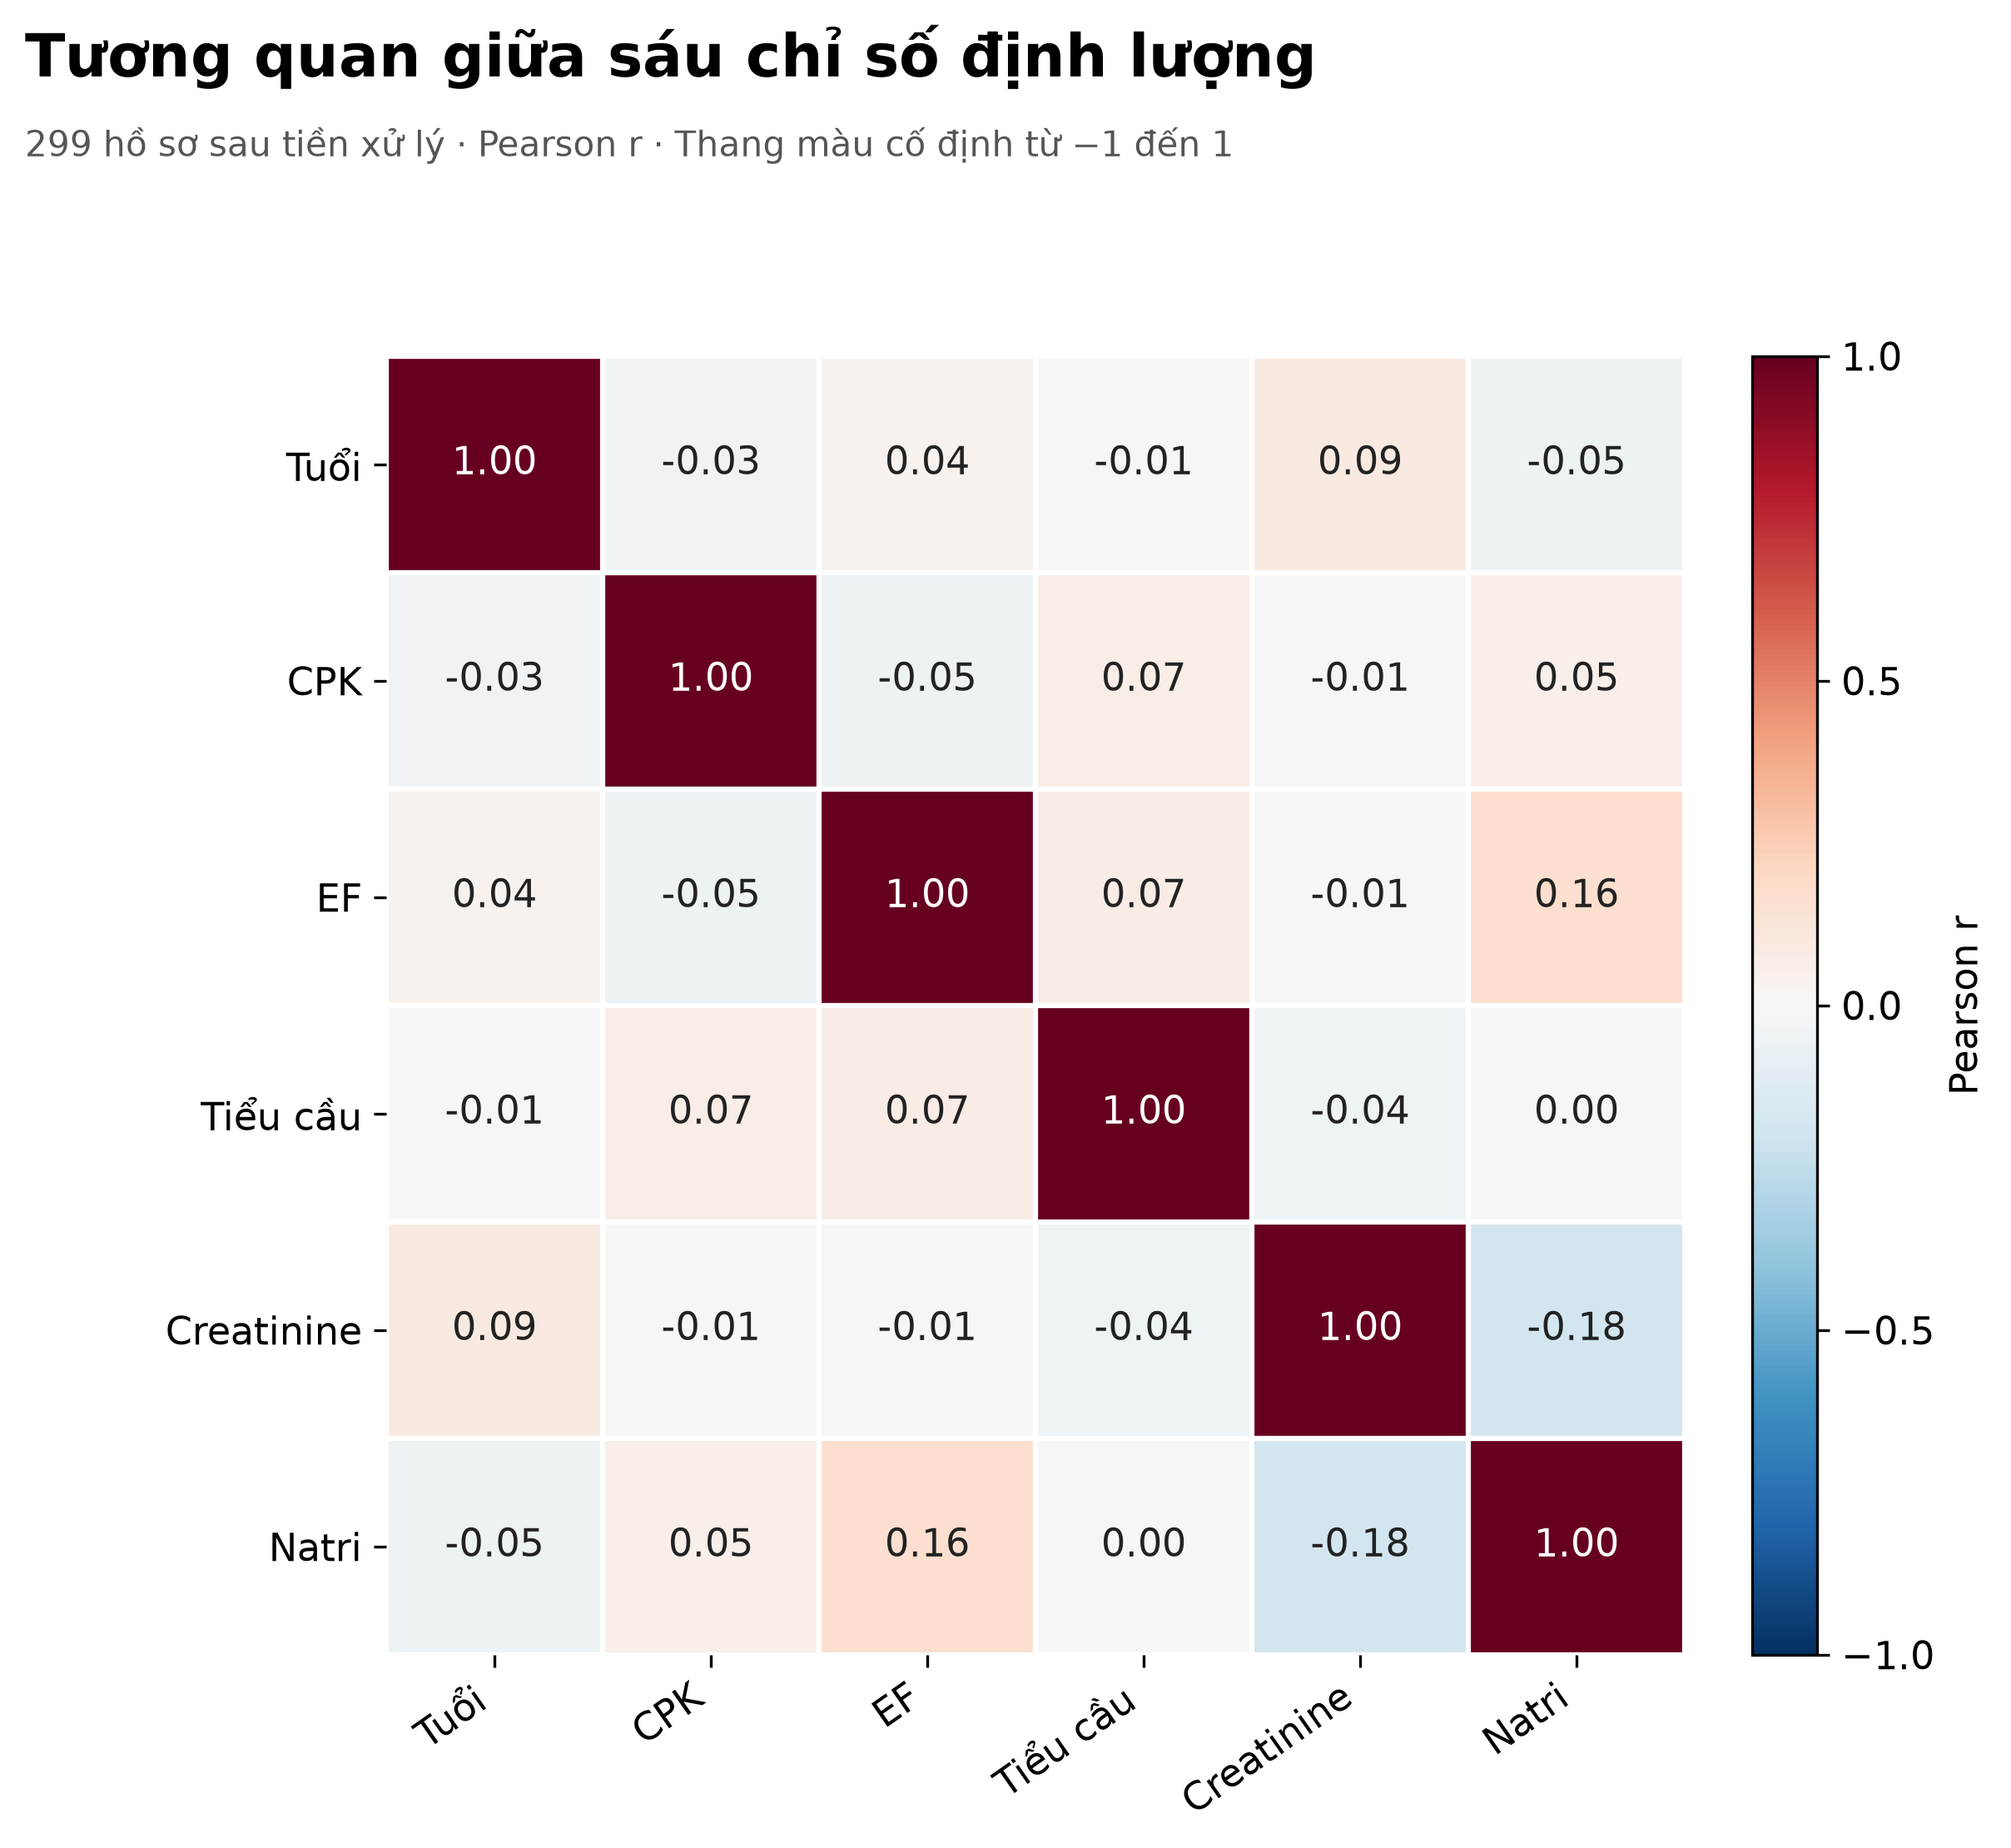 Tương quan giữa sáu chỉ số định lượng
299 hồ sơ sau tiền xử lý · Pearson r · Thang màu cố định từ −1 đến 1
Tuổi 1.00 -0.03 0.04 -0.01 0.09 -0.05
CPK -0.03 1.00 -0.05 0.07 -0.01 0.05
EF 0.04 -0.05 1.00 0.07 -0.01 0.16
Tiểu cầu -0.01 0.07 0.07 1.00 -0.04 0.00
Creatinine 0.09 -0.01 -0.01 -0.04 1.00 -0.18
Natri -0.05 0.05 0.16 0.00 -0.18 1.00
Tuổi CPK EF Tiểu cầu Creatinine Natri
1.0
0.5
0.0
−0.5
−1.0
Pearson r